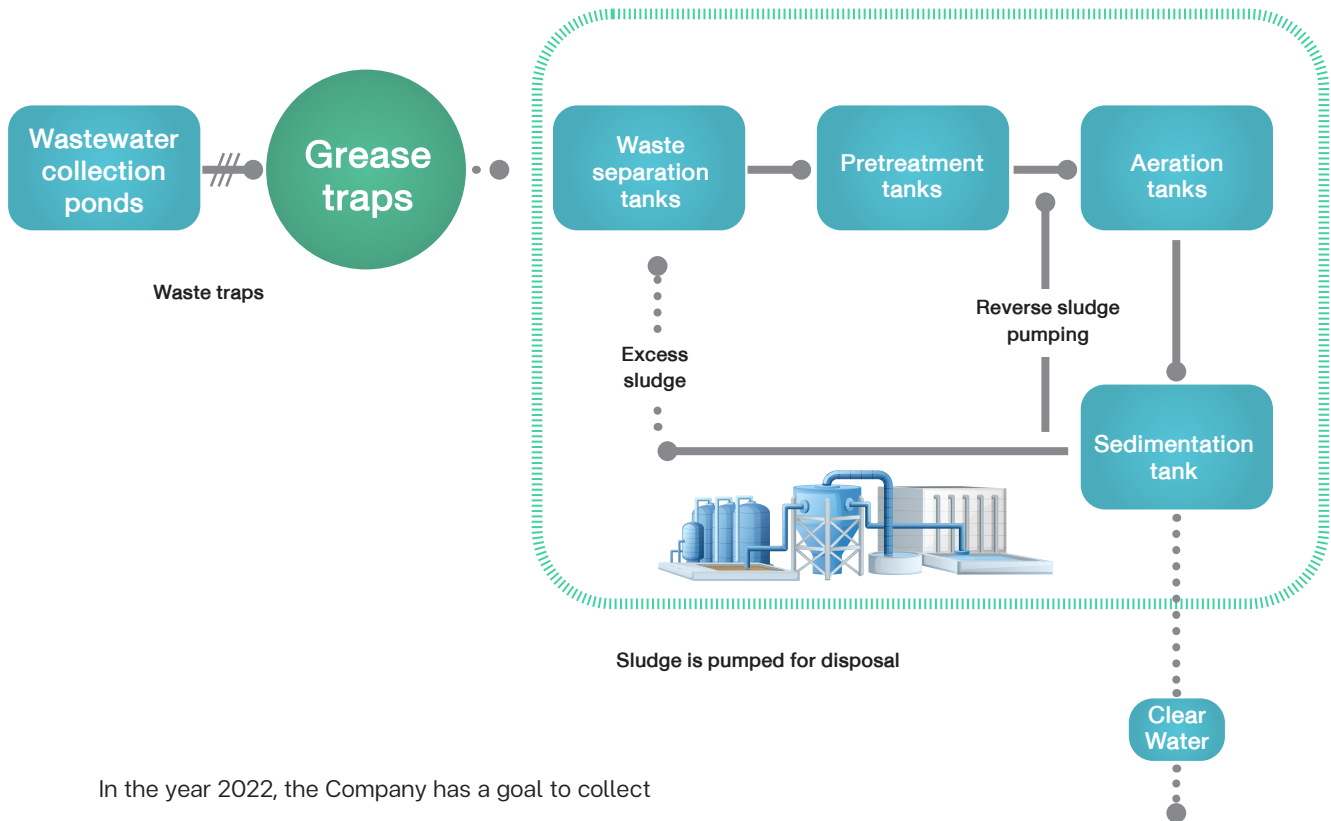 Wastewater
collection
ponds
Grease
traps
Waste
separation
tanks
Pretreatment
tanks
Aeration
tanks
Waste traps
Reverse sludge
pumping
Excess
sludge
Sedimentation
tank
Sludge is pumped for disposal
Clear
Water
In the year 2022, the Company has a goal to collect